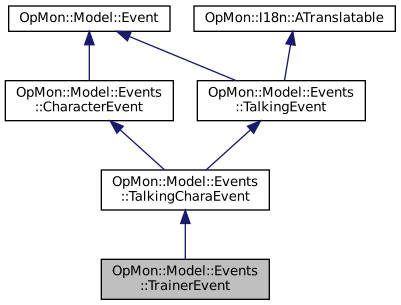 OpMon::Model::Event
OpMon::I18n::ATranslatable
OpMon::Model::Events
::CharacterEvent
OpMon::Model::Events
::TalkingEvent
OpMon::Model::Events
::TalkingCharaEvent
OpMon::Model::Events
::TrainerEvent